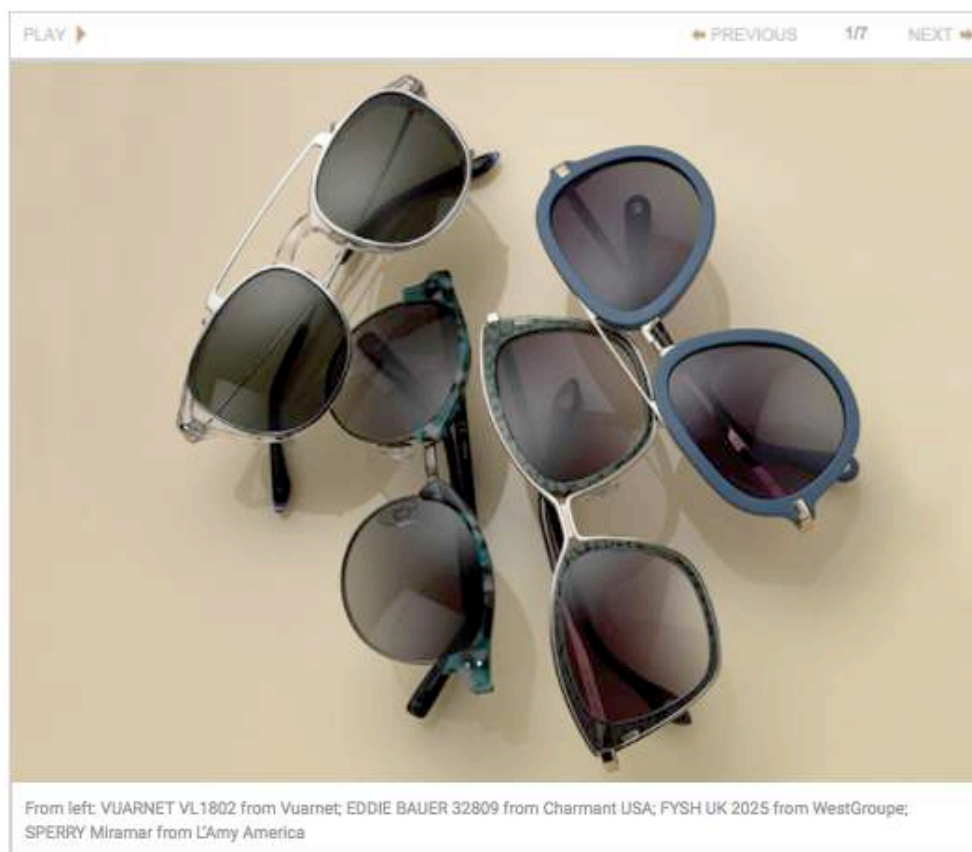 PLAY
PREVIOUS 1/7 NEXT
From left: VUARNET VL1802 from Vuarnet; EDDIE BAUER 32809 from Charmant USA; FYSH UK 2025 from WestGroupe;
SPERRY Miramar from L'Amy America